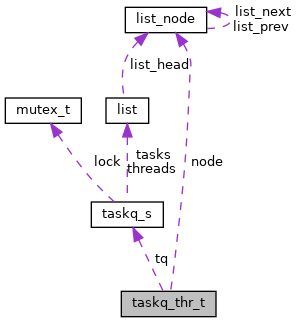 list_node
list_next
list_prev
list_head
mutex_t
list
lock
tasks
threads
node
taskq_s
tq
taskq_thr_t